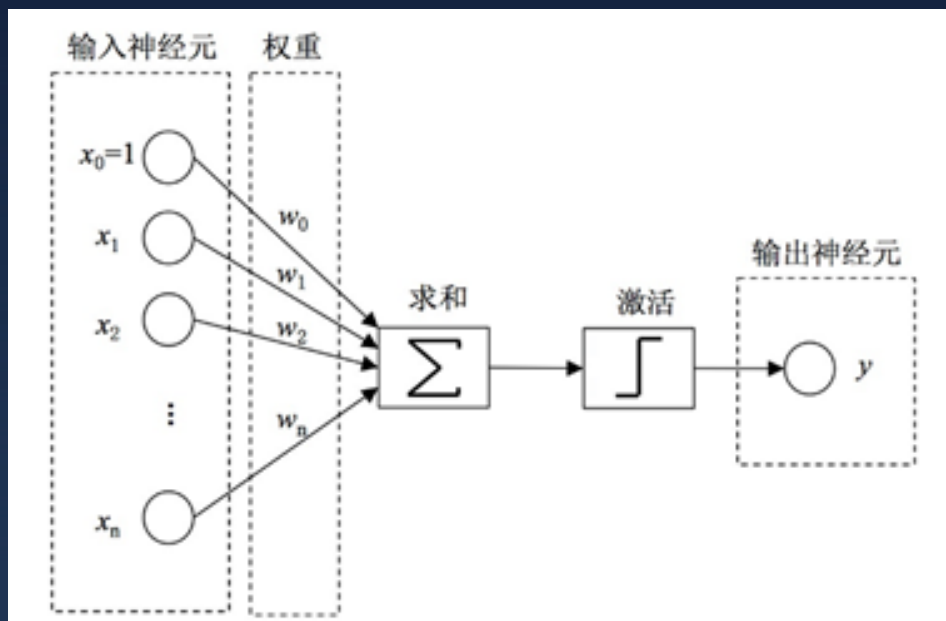 输入神经元
权重
x₀=1
x₁
x₂
⋮
xₙ
w₀
w₁
w₂
wₙ
求和
Σ
激活
输出神经元
y